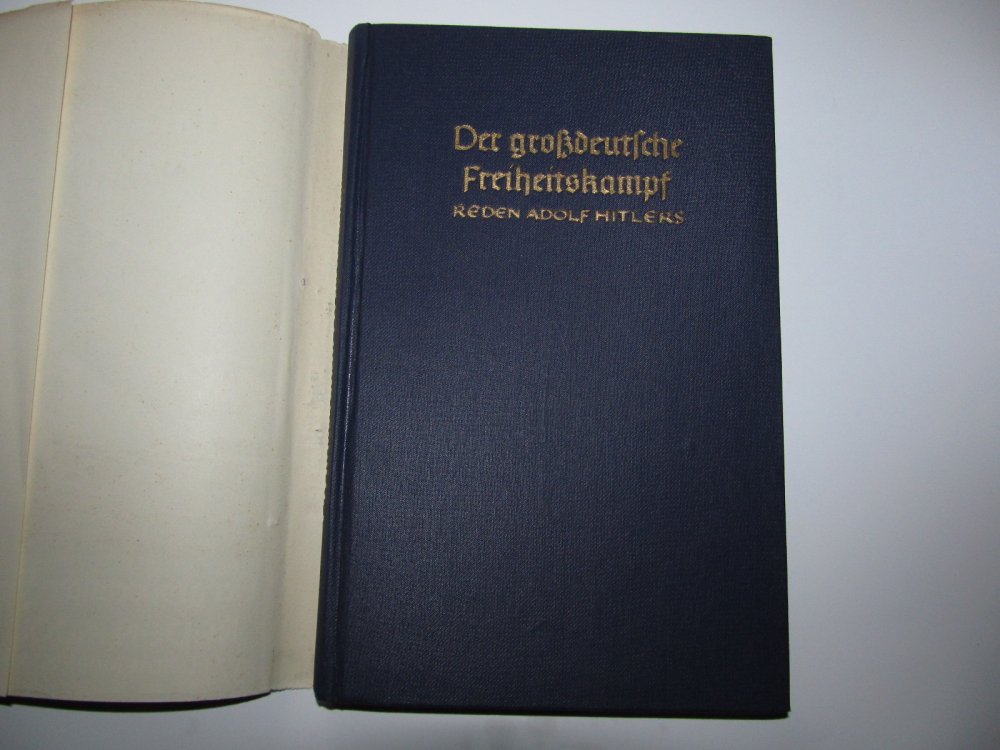 Der großdeutſche
Freiheitskampf
REDEN ADOLF HITLERS